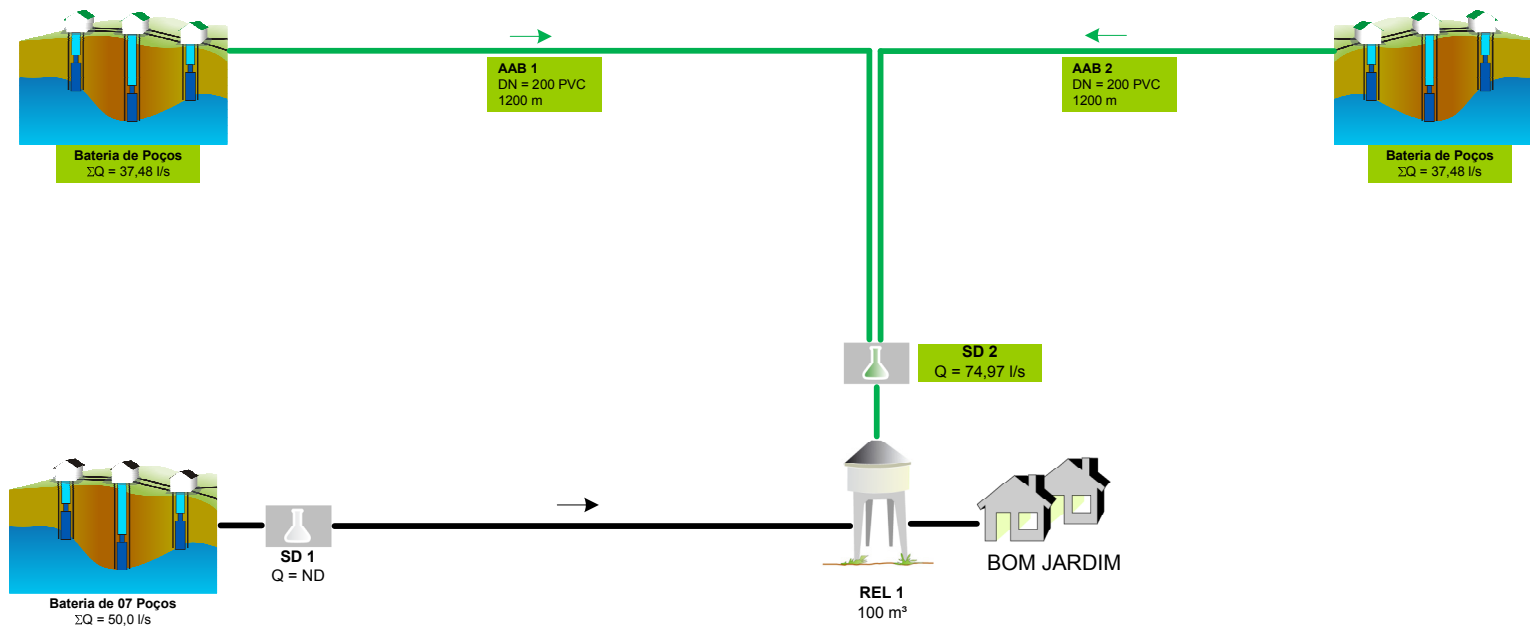 AAB 1
DN = 200 PVC
1200 m
AAB 2
DN = 200 PVC
1200 m
Bateria de Poços
ΣQ = 37,48 l/s
Bateria de Poços
ΣQ = 37,48 l/s
SD 2
Q = 74,97 l/s
SD 1
Q = ND
BOM JARDIM
REL 1
100 m³
Bateria de 07 Poços
ΣQ = 50,0 l/s